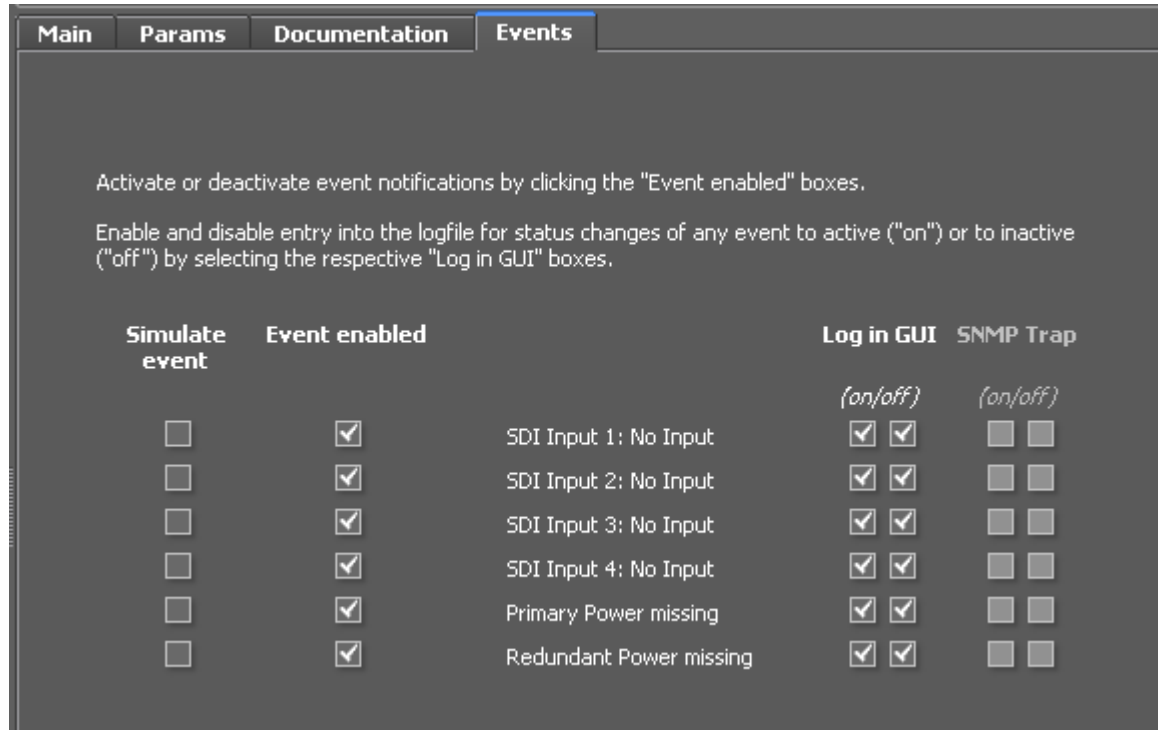 Main Params Documentation Events
Activate or deactivate event notifications by clicking the "Event enabled" boxes.
Enable and disable entry into the logfile for status changes of any event to active ("on") or to inactive
("off") by selecting the respective "Log in GUI" boxes.
Simulate Event enabled Log in GUI SNMP Trap
event
(on/off) (on/off)
SDI Input 1: No Input
SDI Input 2: No Input
SDI Input 3: No Input
SDI Input 4: No Input
Primary Power missing
Redundant Power missing